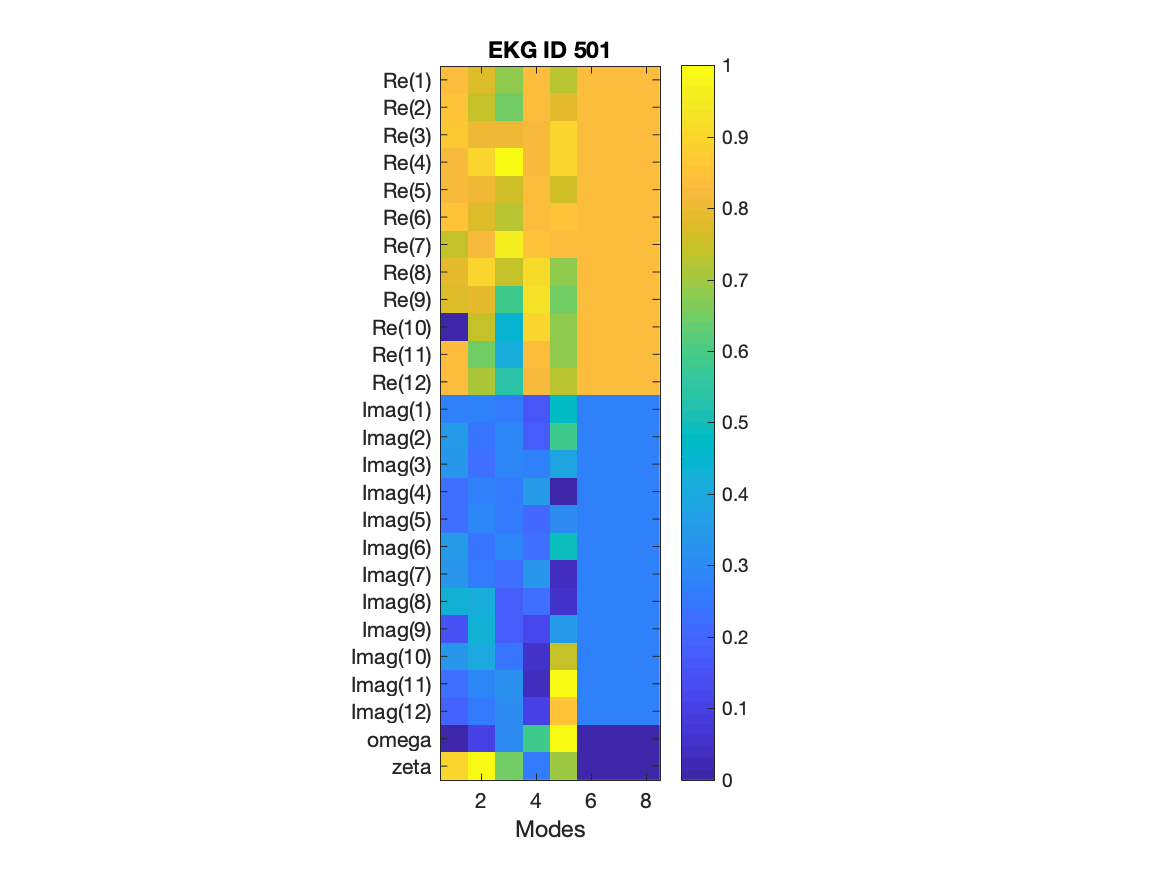 EKG ID 501
Re(1)
Re(2)
Re(3)
Re(4)
Re(5)
Re(6)
Re(7)
Re(8)
Re(9)
Re(10)
Re(11)
Re(12)
Imag(1)
Imag(2)
Imag(3)
Imag(4)
Imag(5)
Imag(6)
Imag(7)
Imag(8)
Imag(9)
Imag(10)
Imag(11)
Imag(12)
omega
zeta
2 4 6 8
Modes
1
0.9
0.8
0.7
0.6
0.5
0.4
0.3
0.2
0.1
0